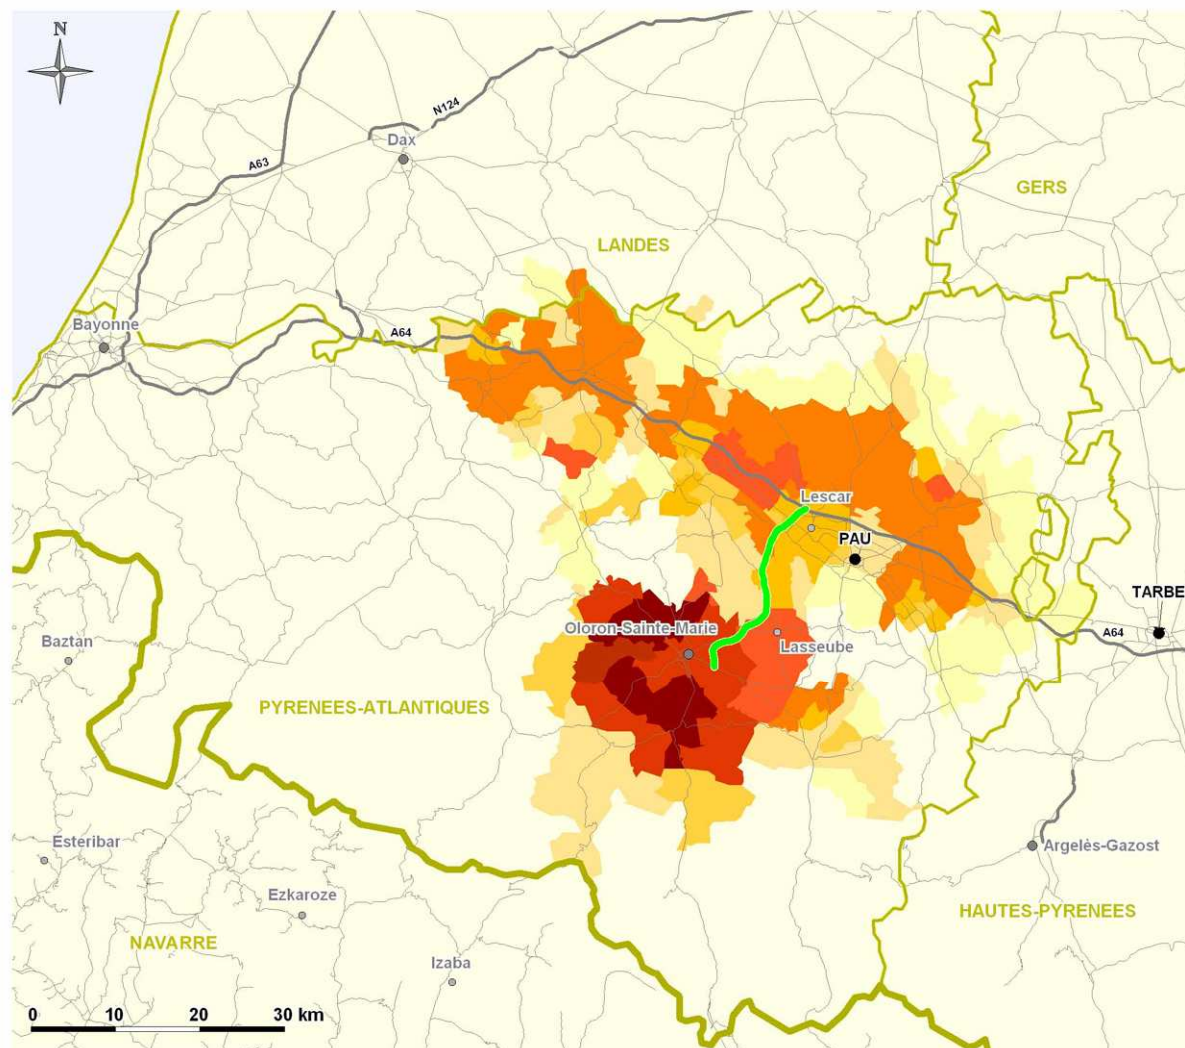 N
N124
Dax
A63
GERS
LANDES
Bayonne
A64
Lescar
PAU
TARBE
Oloron-Sainte-Marie
A64
Baztan
Lasseube
PYRENEES-ATLANTIQUES
Esteribar
Argelès-Gazost
Ezkaroze
HAUTES-PYRENEES
NAVARRE
Izaba
0 10 20 30 km